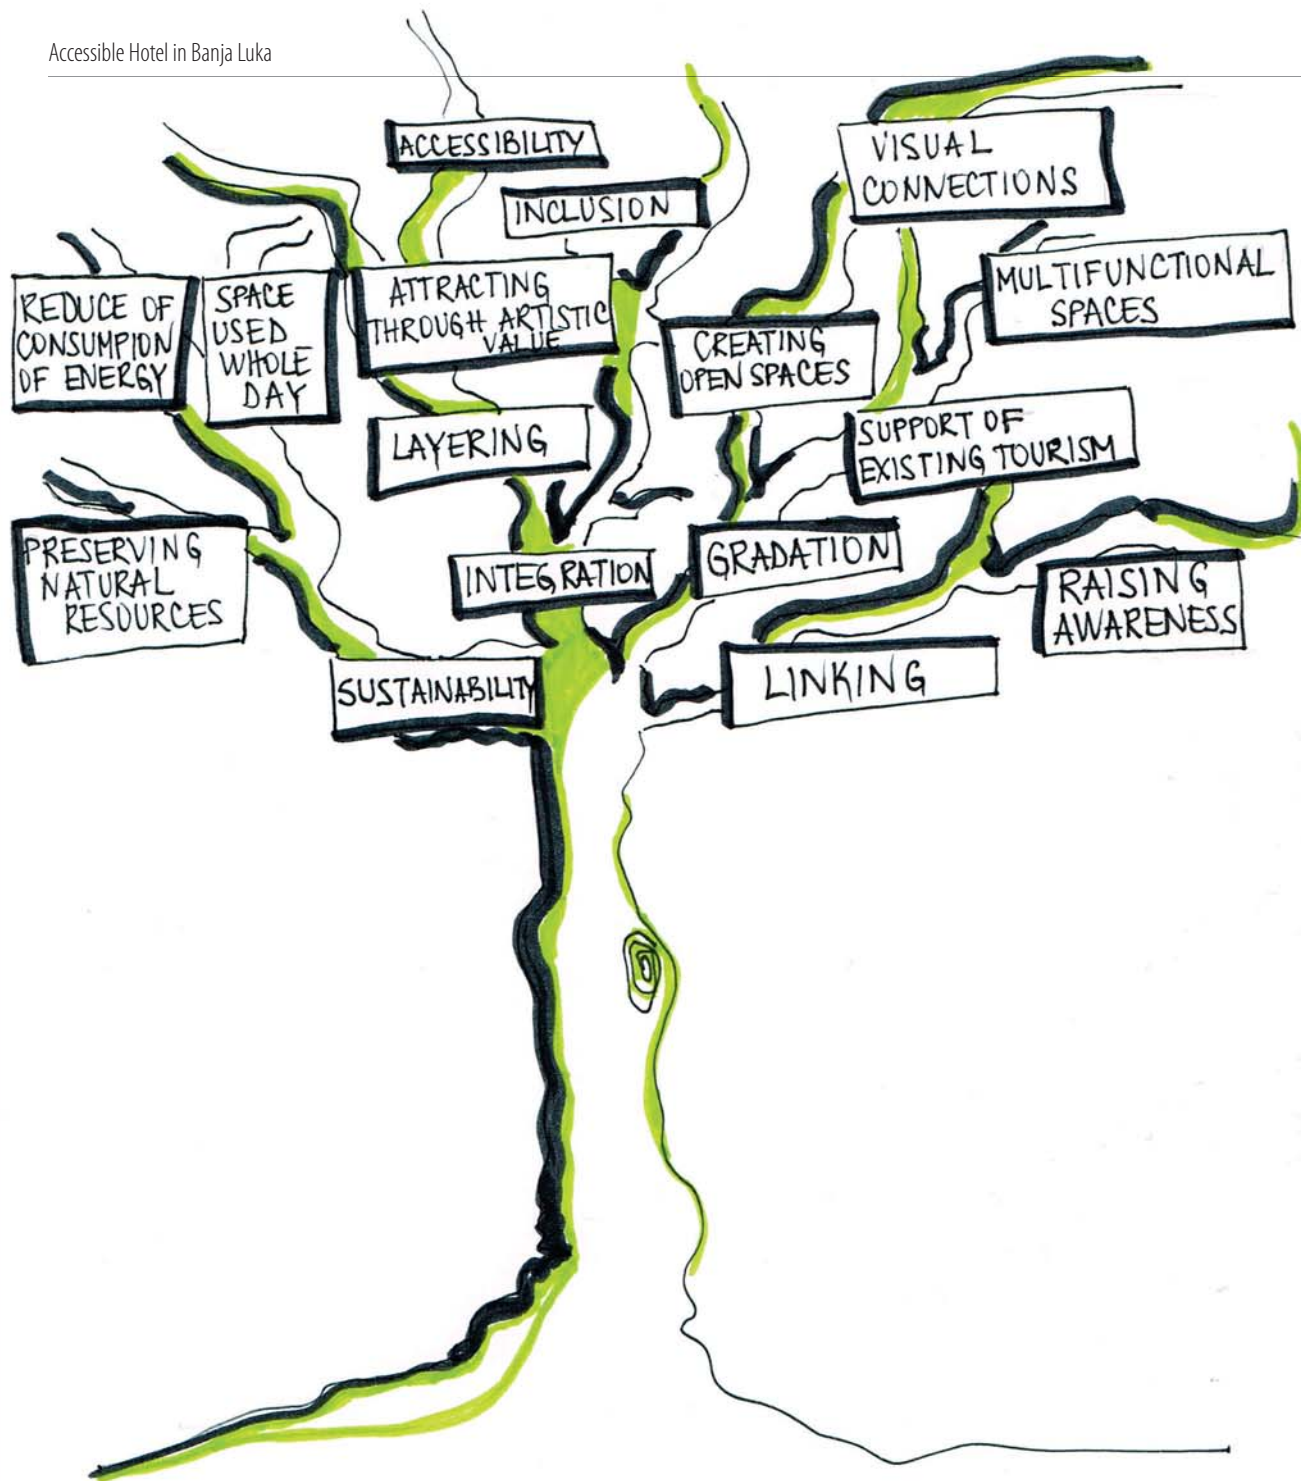 Accessible Hotel in Banja Luka
ACCESSIBILITY
INCLUSION
VISUAL
CONNECTIONS
REDUCE OF
CONSUMPION
OF ENERGY
SPACE
USED
WHOLE
DAY
ATTRACTING
THROUGH ARTISTIC
VALUE
CREATING
OPEN SPACES
MULTIFUNCTIONAL
SPACES
LAYERING
SUPPORT OF
EXISTING TOURISM
PRESERVING
NATURAL
RESOURCES
INTEGRATION
GRADATION
RAISING
AWARENESS
SUSTAINABILITY
LINKING